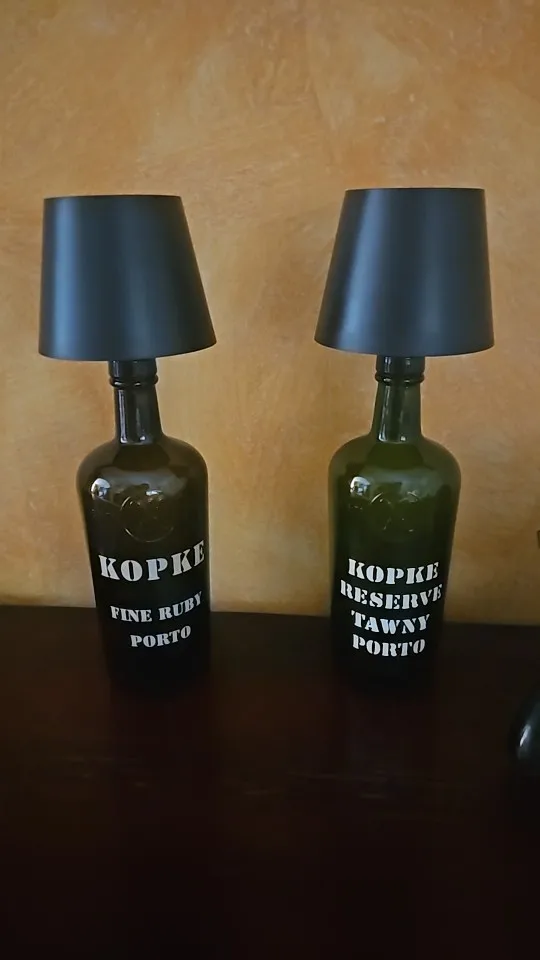 KOPKE
FINE RUBY
PORTO
KOPKE
RESERVE
TAWNY
PORTO